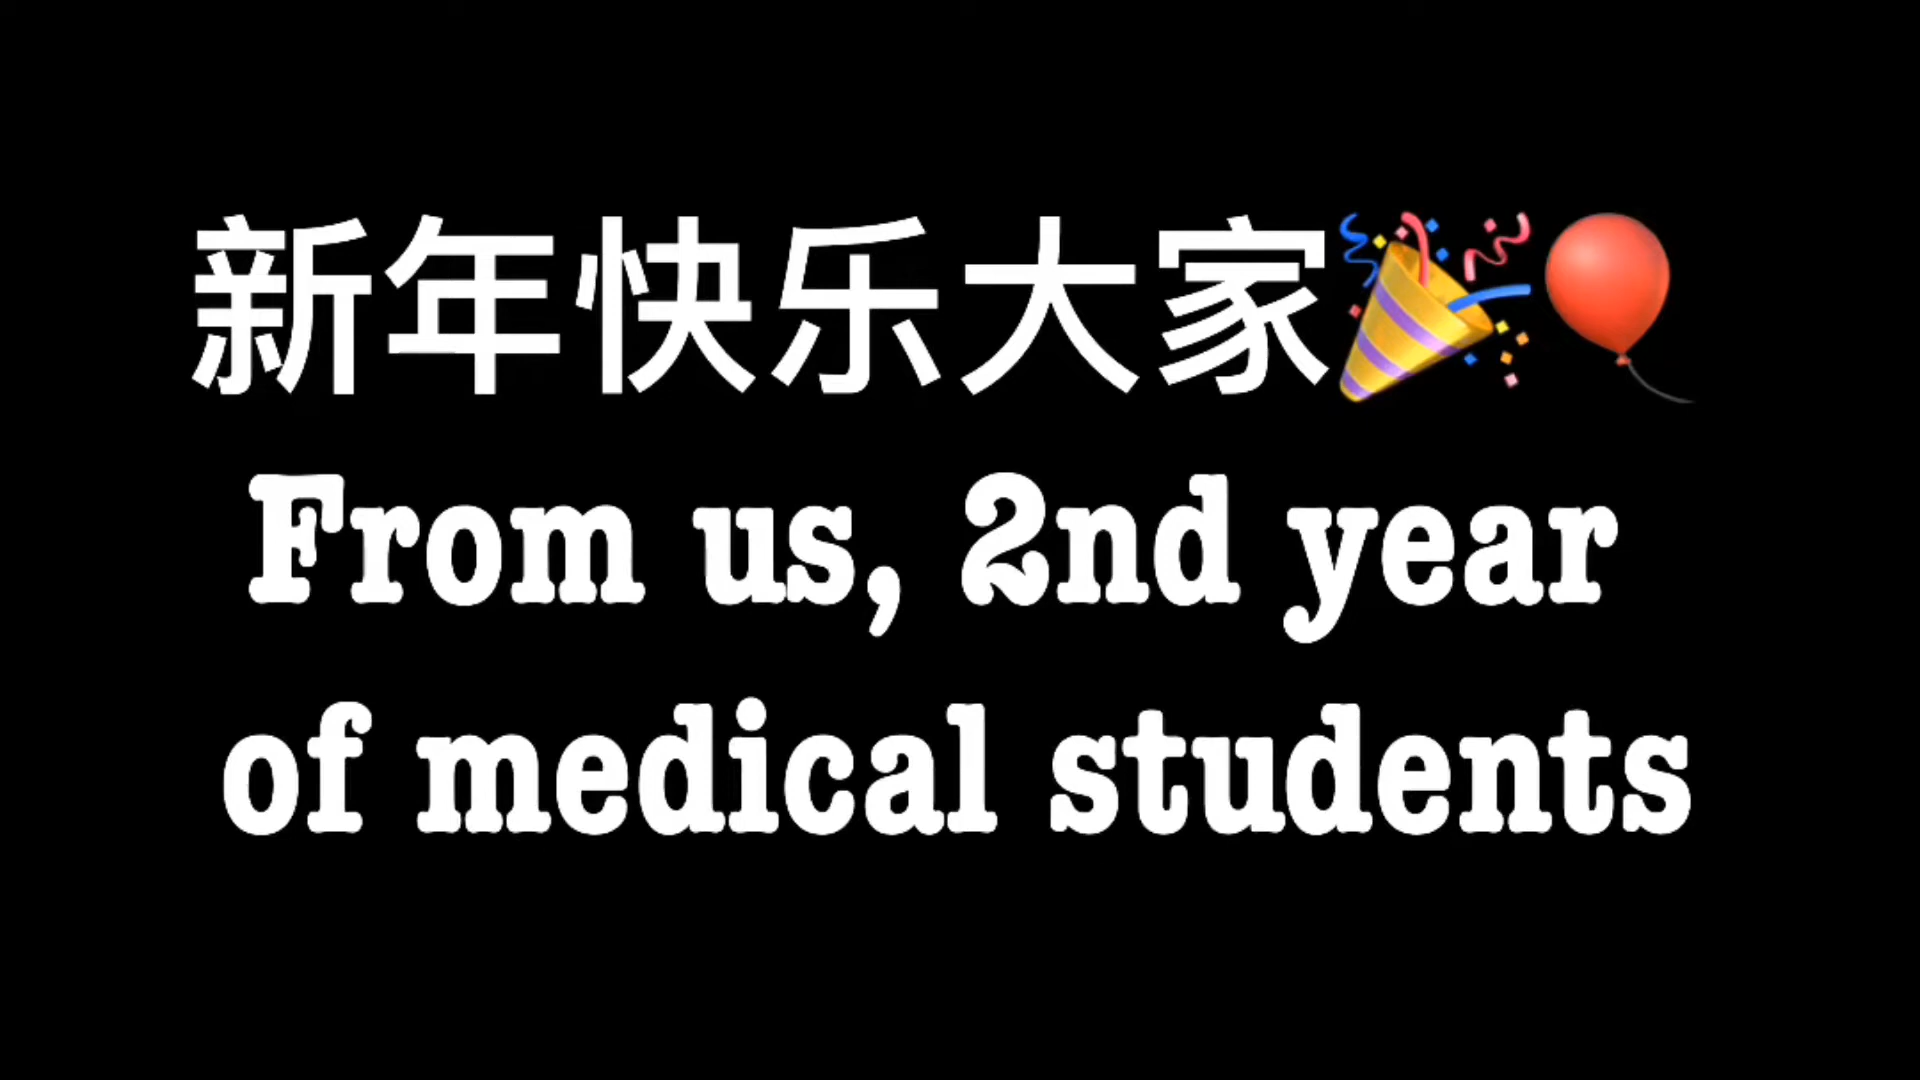 新年快乐大家🎉🎈
From us, 2nd year
of medical students